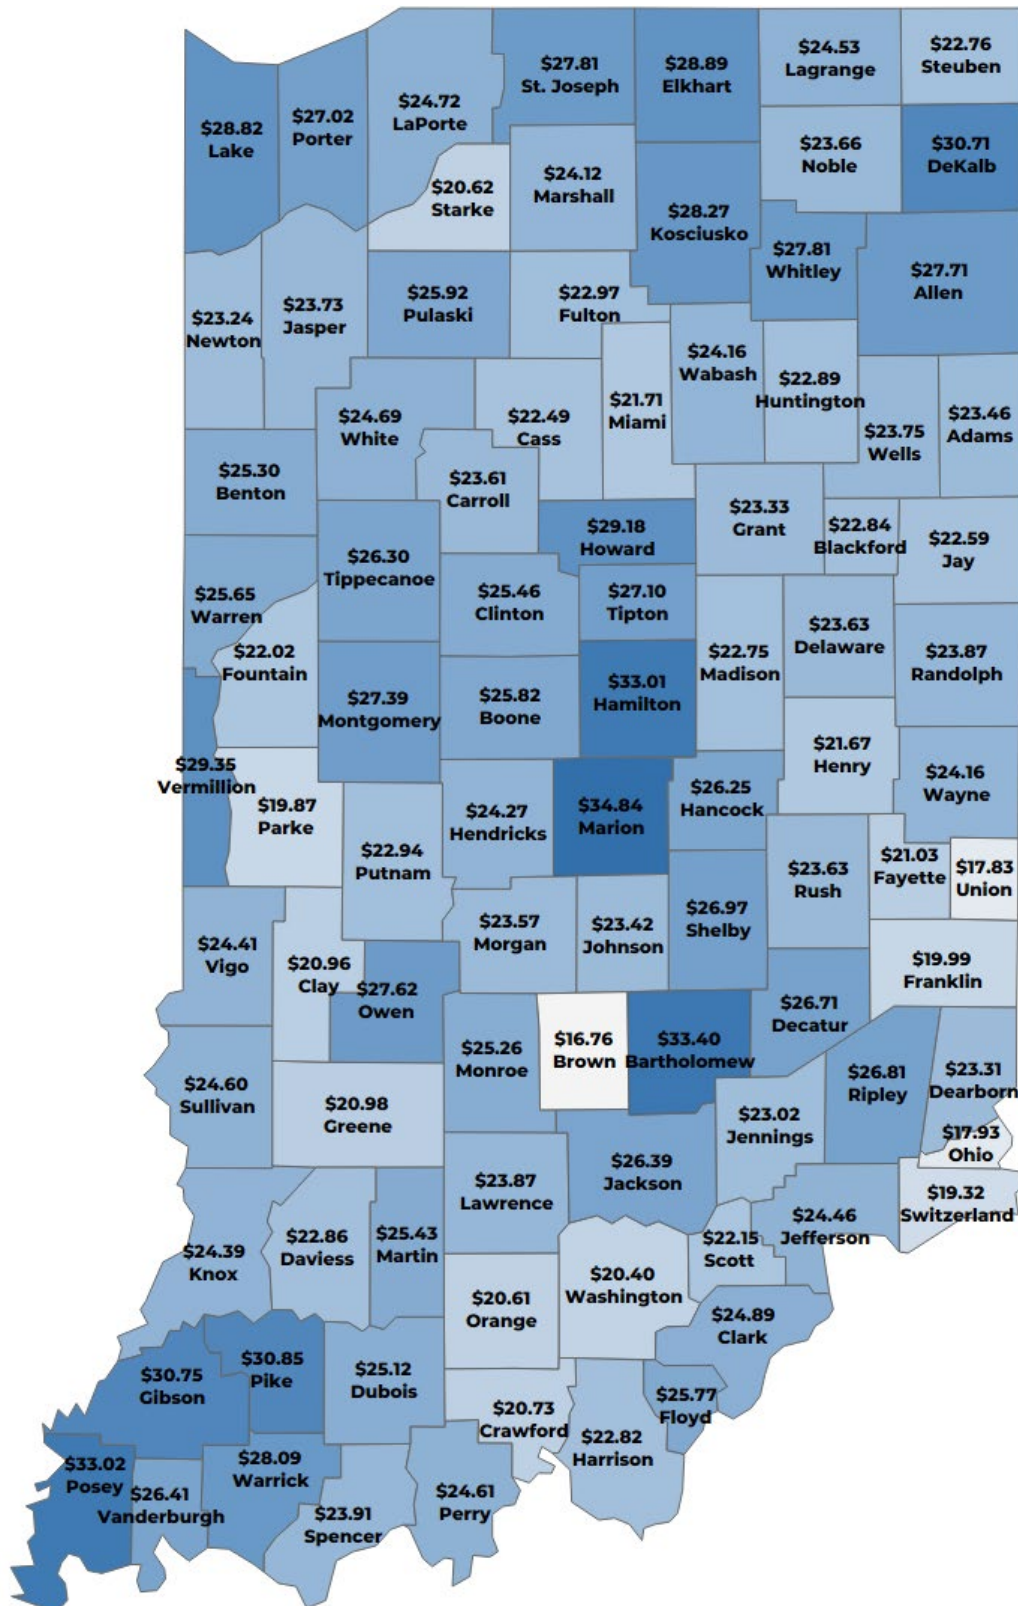 $28.82
Lake
$27.02
Porter
$24.72
LaPorte
$27.81
St. Joseph
$28.89
Elkhart
$24.53
Lagrange
$22.76
Steuben
$20.62
Starke
$24.12
Marshall
$28.27
Kosciusko
$23.66
Noble
$30.71
DeKalb
$23.24
Newton
$23.73
Jasper
$25.92
Pulaski
$22.97
Fulton
$27.81
Whitley
$27.71
Allen
$24.69
White
$22.49
Cass
$21.71
Miami
$24.16
Wabash
$22.89
Huntington
$23.75
Wells
$23.46
Adams
$25.30
Benton
$23.61
Carroll
$29.18
Howard
$23.33
Grant
$22.84
Blackford
$22.59
Jay
$25.65
Warren
$26.30
Tippecanoe
$25.46
Clinton
$27.10
Tipton
$22.75
Madison
$23.63
Delaware
$23.87
Randolph
$22.02
Fountain
$27.39
Montgomery
$25.82
Boone
$33.01
Hamilton
$21.67
Henry
$24.16
Wayne
$29.35
Vermillion
$19.87
Parke
$22.94
Putnam
$24.27
Hendricks
$34.84
Marion
$26.25
Hancock
$23.63
Rush
$21.03
Fayette
$17.83
Union
$24.41
Vigo
$20.96
Clay
$27.62
Owen
$23.57
Morgan
$23.42
Johnson
$26.97
Shelby
$26.71
Decatur
$19.99
Franklin
$24.60
Sullivan
$20.98
Greene
$25.26
Monroe
$16.76
Brown
$33.40
Bartholomew
$23.02
Jennings
$26.81
Ripley
$23.31
Dearborn
$17.93
Ohio
$19.32
Switzerland
$24.39
Knox
$22.86
Daviess
$25.43
Martin
$23.87
Lawrence
$26.39
Jackson
$22.15
Scott
$24.46
Jefferson
$20.61
Orange
$20.40
Washington
$24.89
Clark
$30.75
Gibson
$30.85
Pike
$25.12
Dubois
$20.73
Crawford
$22.82
Harrison
$25.77
Floyd
$33.02
Posey
$26.41
Vanderburgh
$28.09
Warrick
$23.91
Spencer
$24.61
Perry